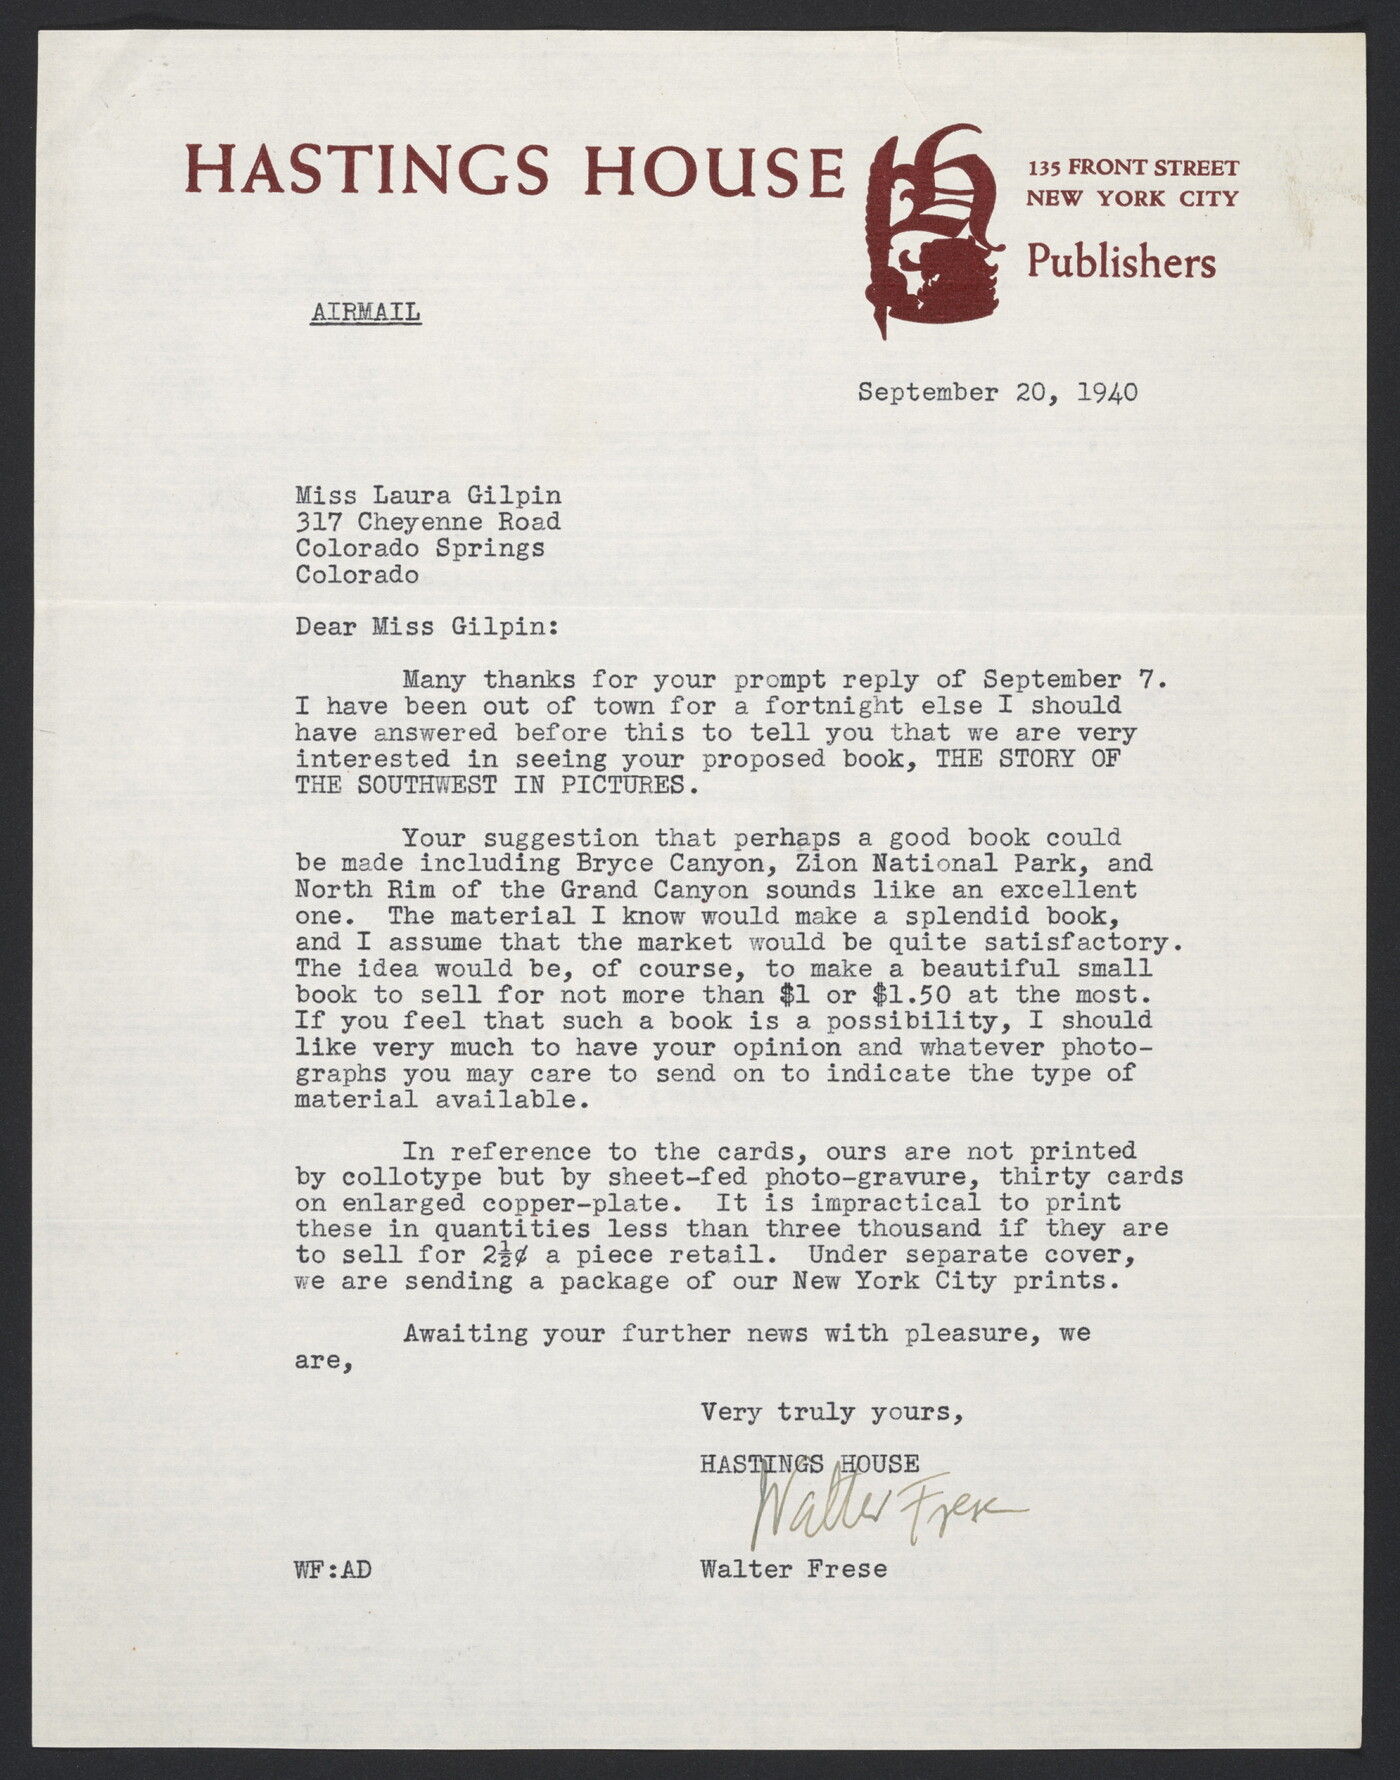 HASTINGS HOUSE
135 FRONT STREET
NEW YORK CITY
Publishers
AIRMAIL
September 20, 1940
Miss Laura Gilpin
317 Cheyenne Road
Colorado Springs
Colorado
Dear Miss Gilpin:
Many thanks for your prompt reply of September 7.
I have been out of town for a fortnight else I should
have answered before this to tell you that we are very
interested in seeing your proposed book, THE STORY OF
THE SOUTHWEST IN PICTURES.
Your suggestion that perhaps a good book could
be made including Bryce Canyon, Zion National Park, and
North Rim of the Grand Canyon sounds like an excellent
one. The material I know would make a splendid book,
and I assume that the market would be quite satisfactory.
The idea would be, of course, to make a beautiful small
book to sell for not more than $1 or $1.50 at the most.
If you feel that such a book is a possibility, I should
like very much to have your opinion and whatever photo-
graphs you may care to send on to indicate the type of
material available.
In reference to the cards, ours are not printed
by collotype but by sheet-fed photo-gravure, thirty cards
on enlarged copper-plate. It is impractical to print
these in quantities less than three thousand if they are
to sell for 2½¢ a piece retail. Under separate cover,
we are sending a package of our New York City prints.
Awaiting your further news with pleasure, we
are,
Very truly yours,
HASTINGS HOUSE
Walter Frese
WF:AD Walter Frese